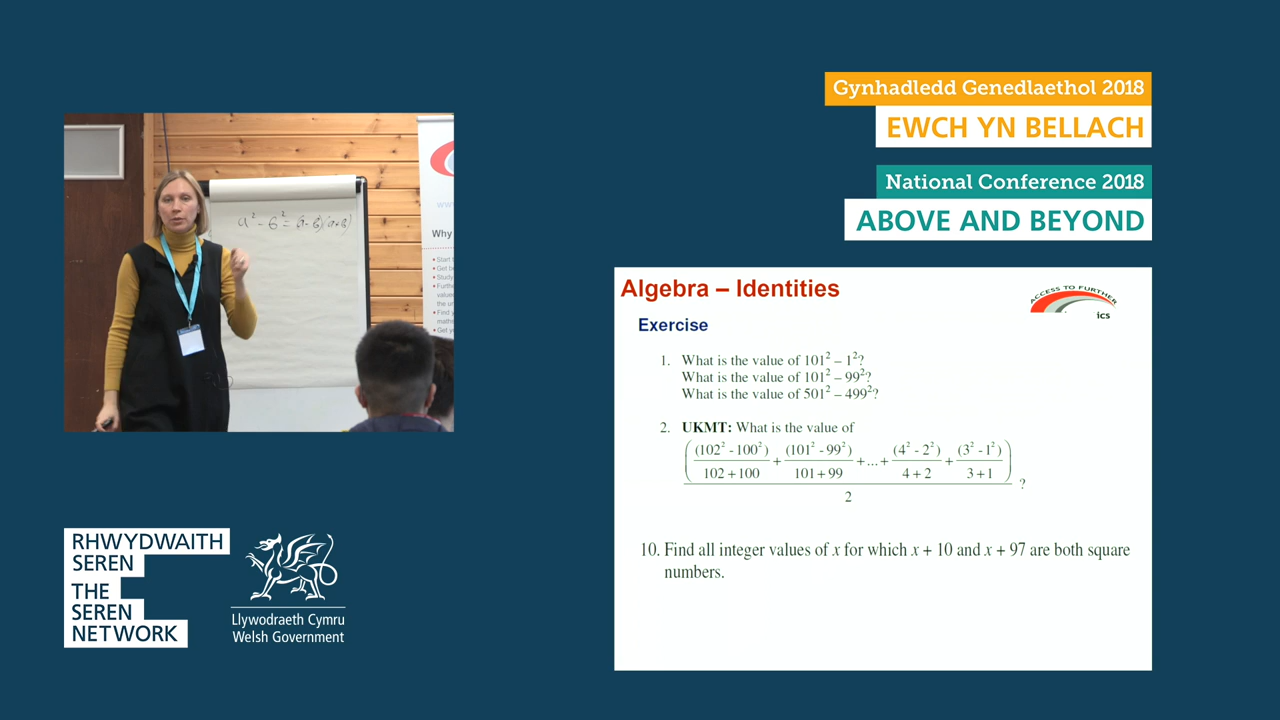 Gynhadledd Genedlaethol 2018
EWCH YN BELLACH
National Conference 2018
ABOVE AND BEYOND
a² - b² = (a-b)(a+b)
Why
Algebra – Identities
ACCESS TO FURTHER
ics
Exercise
1. What is the value of 101² – 1²?
What is the value of 101² – 99²?
What is the value of 501² – 499²?
2. UKMT: What is the value of
(102² - 100²) (101² - 99²) (4² - 2²) (3² - 1²)
+ + ... + +
102 + 100 101 + 99 4 + 2 3 + 1
2 ?
10. Find all integer values of x for which x + 10 and x + 97 are both square
numbers.
RHWYDWAITH
SEREN
THE
SEREN
NETWORK
Llywodraeth Cymru
Welsh Government